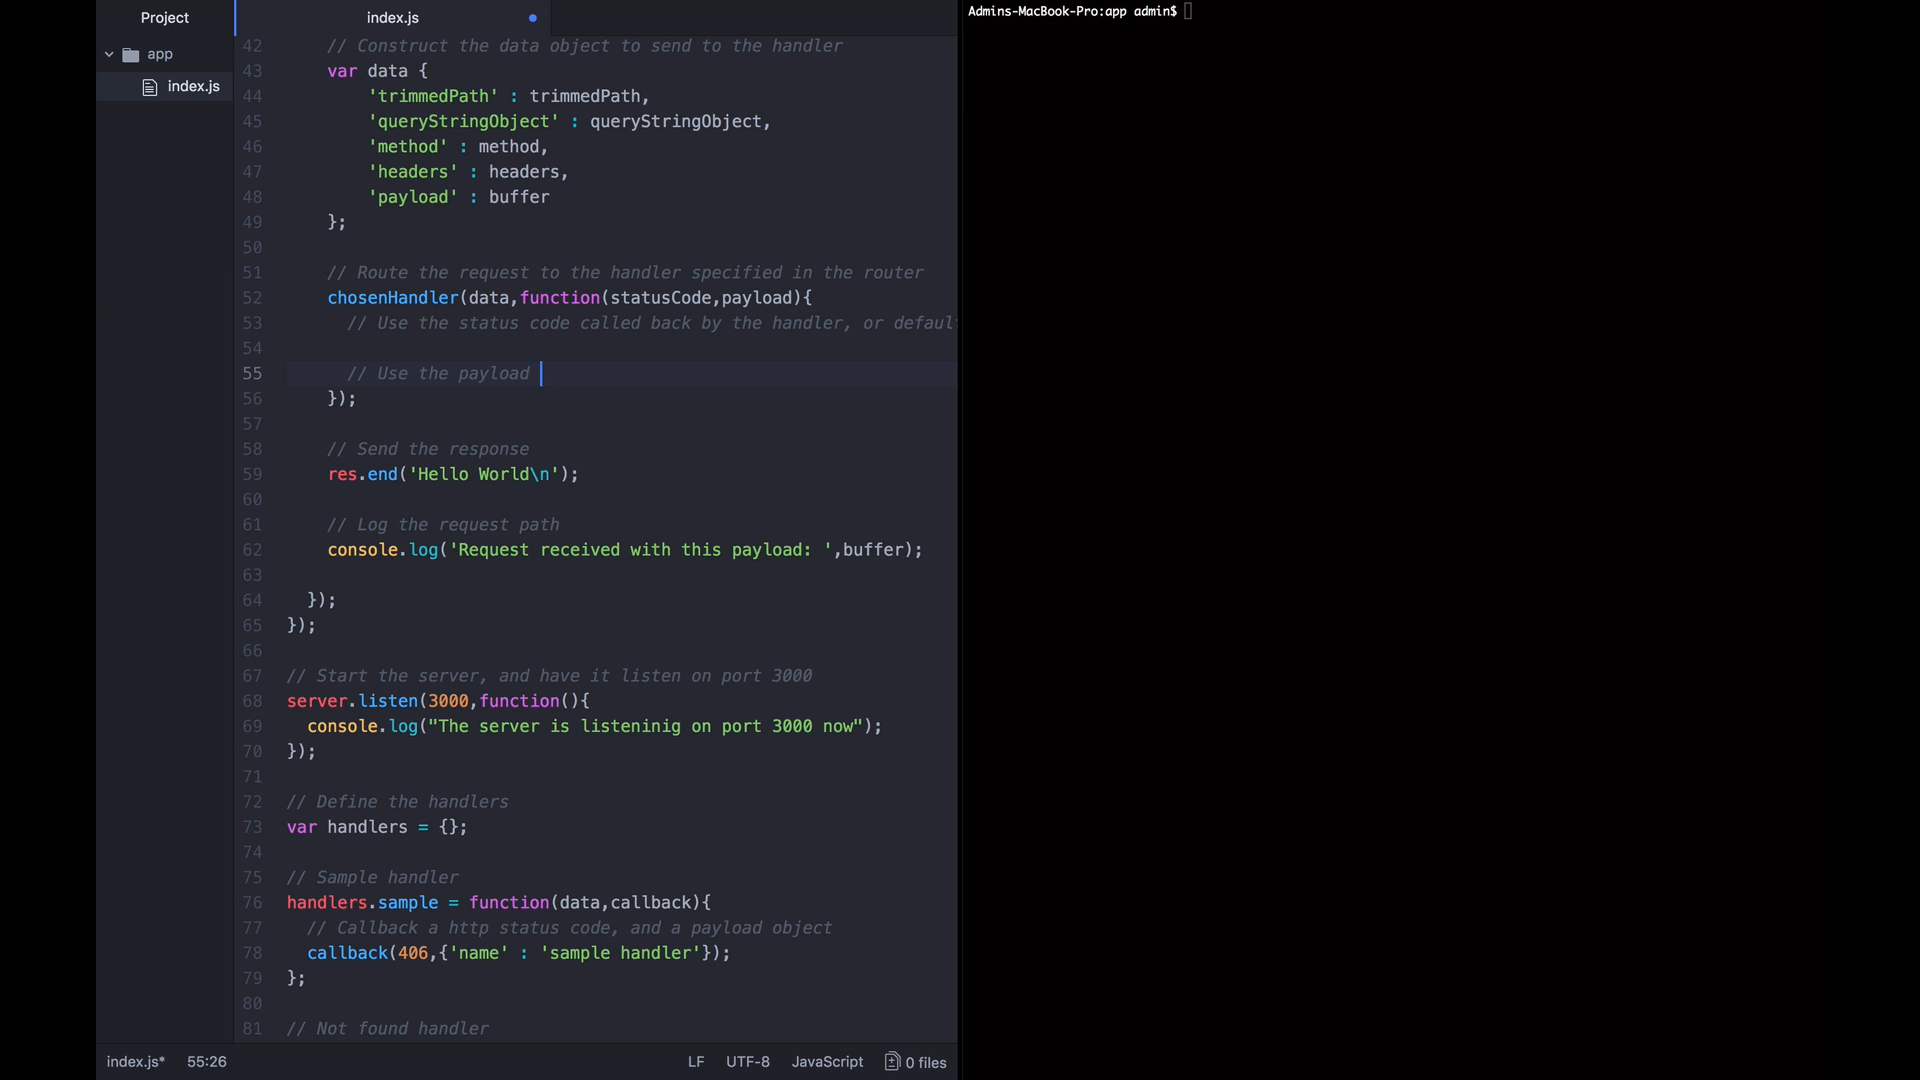 Project
app
index.js
index.js
42 // Construct the data object to send to the handler
43 var data {
44 'trimmedPath' : trimmedPath,
45 'queryStringObject' : queryStringObject,
46 'method' : method,
47 'headers' : headers,
48 'payload' : buffer
49 };
50
51 // Route the request to the handler specified in the router
52 chosenHandler(data,function(statusCode,payload){
53 // Use the status code called back by the handler, or defaul
54
55 // Use the payload
56 });
57
58 // Send the response
59 res.end('Hello World\n');
60
61 // Log the request path
62 console.log('Request received with this payload: ',buffer);
63
64 });
65 });
66
67 // Start the server, and have it listen on port 3000
68 server.listen(3000,function(){
69 console.log("The server is listeninig on port 3000 now");
70 });
71
72 // Define the handlers
73 var handlers = {};
74
75 // Sample handler
76 handlers.sample = function(data,callback){
77 // Callback a http status code, and a payload object
78 callback(406,{'name' : 'sample handler'});
79 };
80
81 // Not found handler
index.js* 55:26 LF UTF-8 JavaScript 0 files
Admins-MacBook-Pro:app admin$